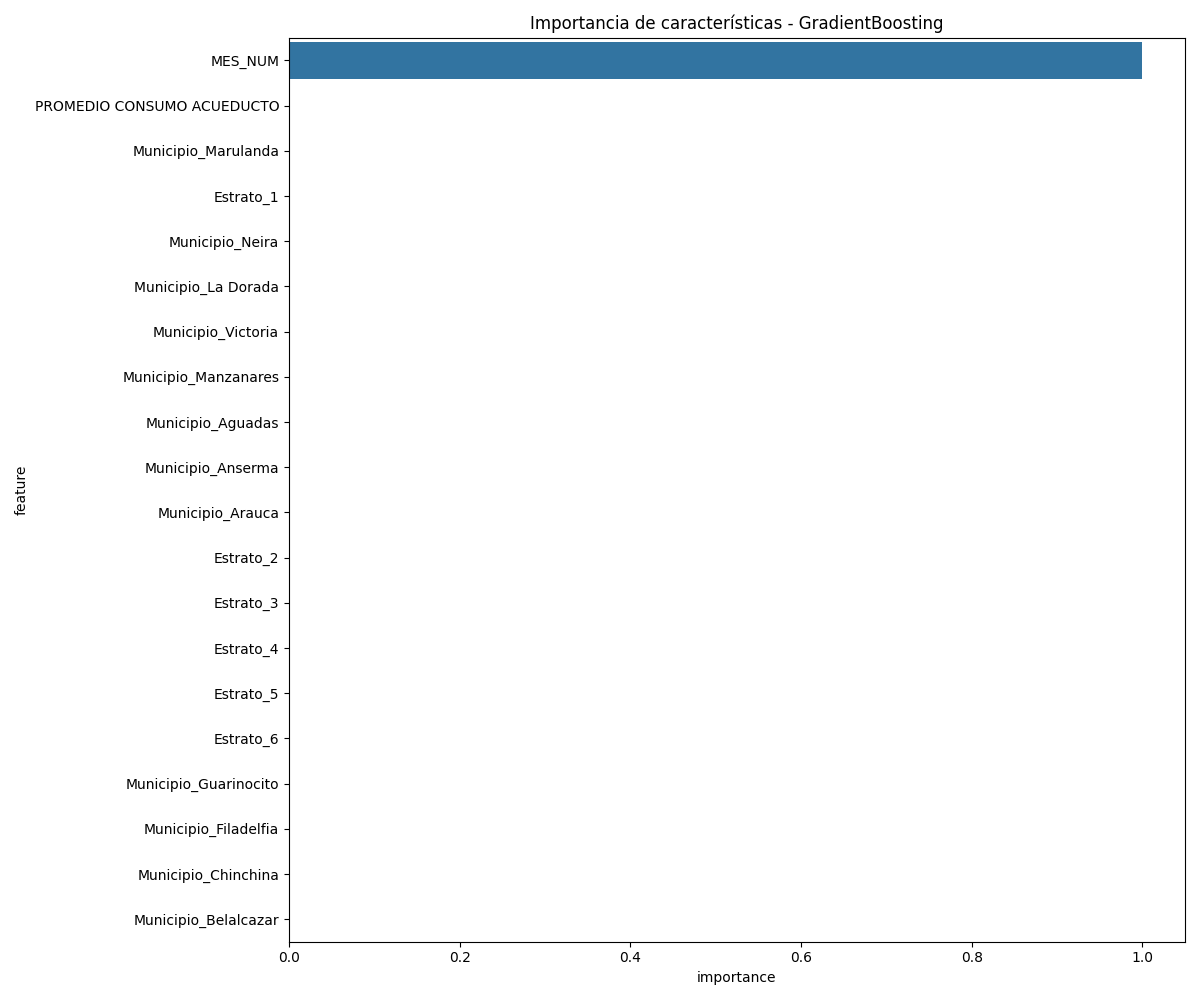 Importancia de características - GradientBoosting
MES_NUM
PROMEDIO CONSUMO ACUEDUCTO
Municipio_Marulanda
Estrato_1
Municipio_Neira
Municipio_La Dorada
Municipio_Victoria
Municipio_Manzanares
Municipio_Aguadas
Municipio_Anserma
Municipio_Arauca
Estrato_2
Estrato_3
Estrato_4
Estrato_5
Estrato_6
Municipio_Guarinocito
Municipio_Filadelfia
Municipio_Chinchina
Municipio_Belalcazar
feature
0.0 0.2 0.4 0.6 0.8 1.0
importance